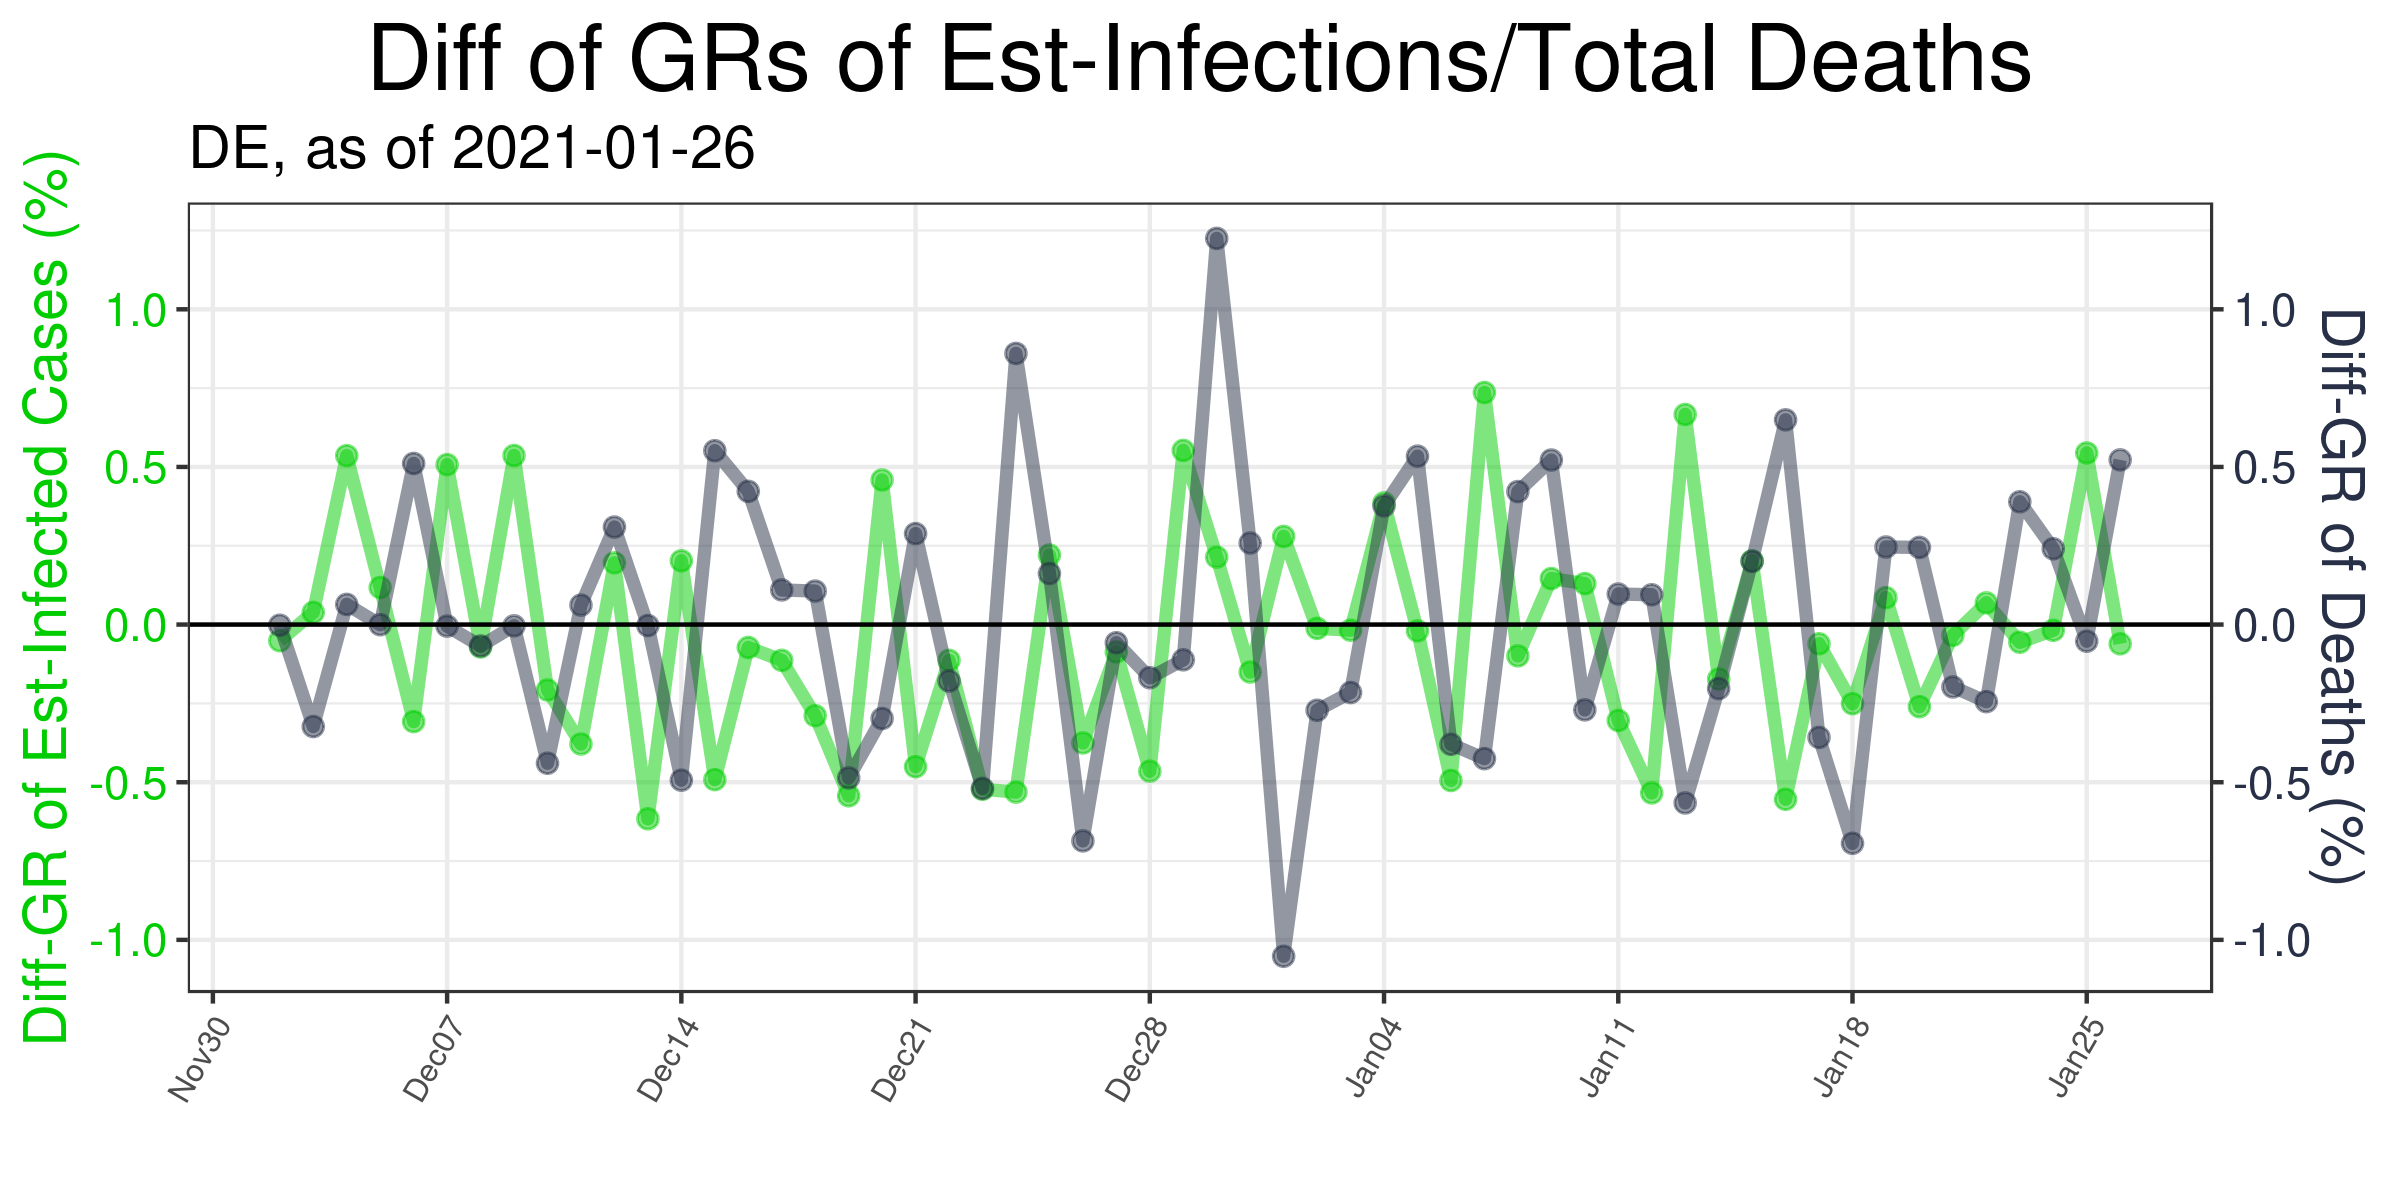 Diff of GRs of Est-Infections/Total Deaths
DE, as of 2021-01-26
Diff-GR of Est-Infected Cases (%)
1.0
0.5
0.0
-0.5
-1.0
1.0
0.5
0.0
-0.5
-1.0
Diff-GR of Deaths (%)
Nov30
Dec07
Dec14
Dec21
Dec28
Jan04
Jan11
Jan18
Jan25